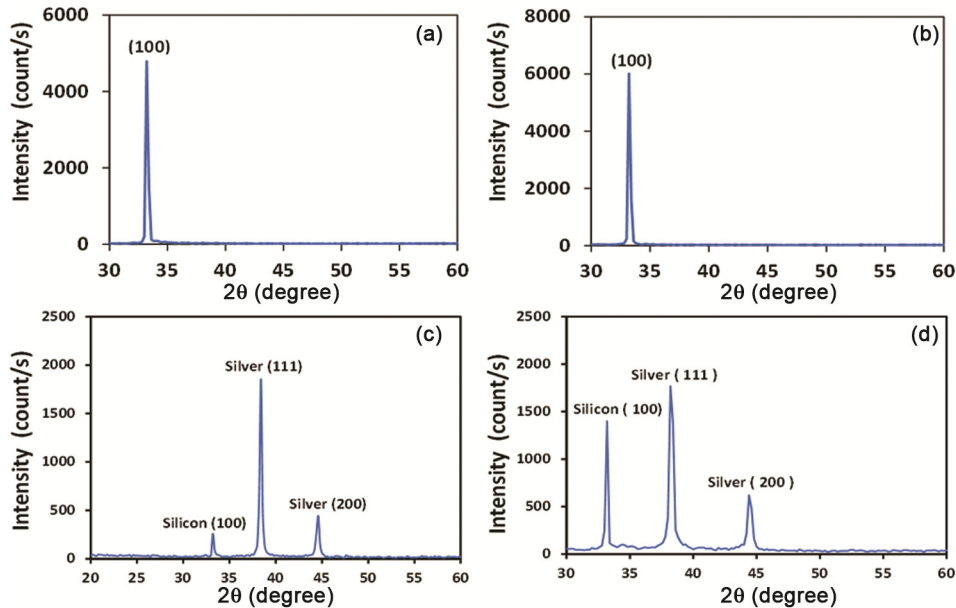 6000
4000
2000
0
Intensity (count/s)
(a)
(100)
30 35 40 45 50 55 60
2θ (degree)
8000
6000
4000
2000
0
Intensity (count/s)
(b)
(100)
30 35 40 45 50 55 60
2θ (degree)
2500
2000
1500
1000
500
0
Intensity (count/s)
(c)
Silver (111)
Silver (200)
Silicon (100)
20 25 30 35 40 45 50 55 60
2θ (degree)
2500
2000
1500
1000
500
0
Intensity (count/s)
(d)
Silver ( 111 )
Silicon ( 100)
Silver ( 200 )
30 35 40 45 50 55 60
2θ (degree)